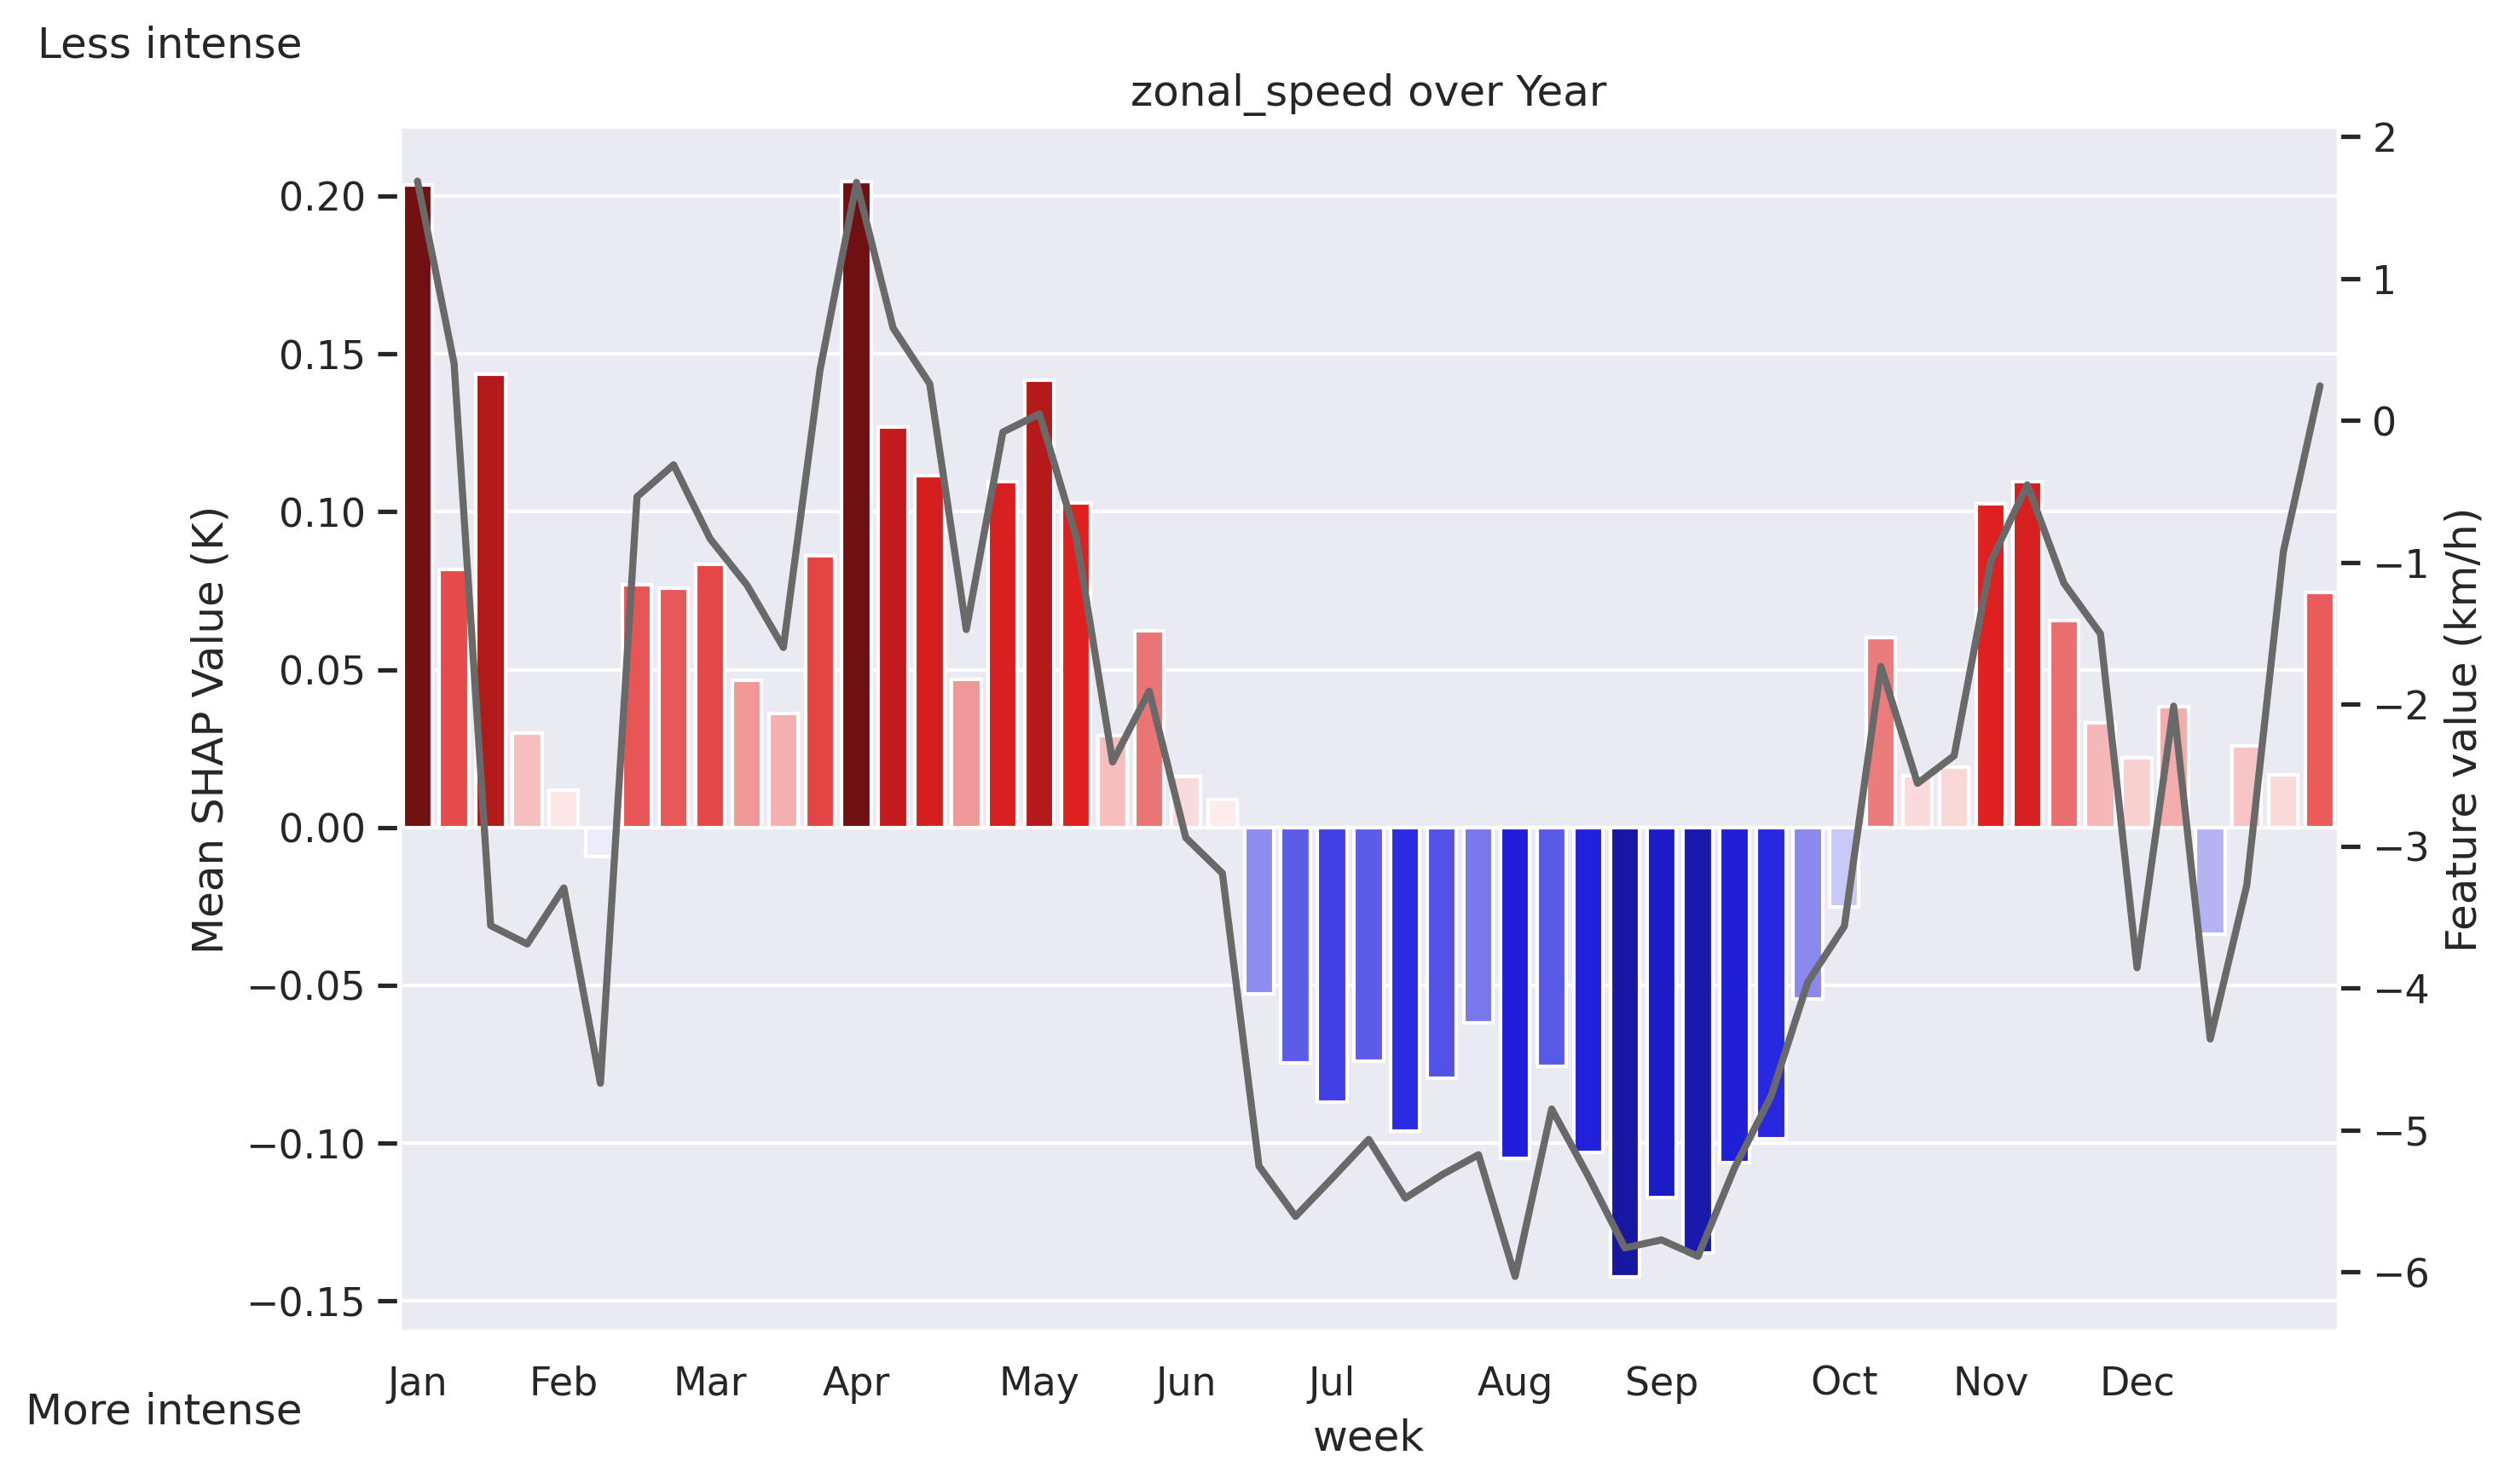 Less intense
zonal_speed over Year
Mean SHAP Value (K)
0.20
0.15
0.10
0.05
0.00
−0.05
−0.10
−0.15
2
1
0
−1
−2
−3
−4
−5
−6
Feature value (km/h)
Jan Feb Mar Apr May Jun Jul Aug Sep Oct Nov Dec
More intense
week